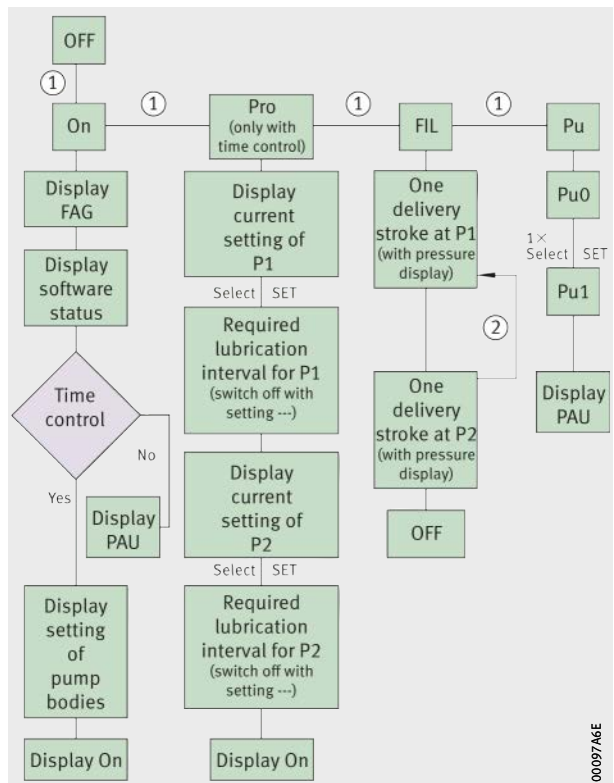 OFF
①
On
①
Pro
(only with
time control)
①
FIL
①
Pu
Display
FAG
Display
software
status
Time
control
No
Yes
Display
PAU
Display
setting
of
pump
bodies
Display On
Display
current
setting of
P1
Select SET
Required
lubrication
interval for P1
(switch off with
setting ---)
Display
current
setting of
P2
Select SET
Required
lubrication
interval for P2
(switch off with
setting ---)
Display On
One
delivery
stroke at P1
(with pressure
display)
②
One
delivery
stroke at P2
(with pressure
display)
OFF
Pu0
1×
Select SET
Pu1
Display
PAU
00097A6E